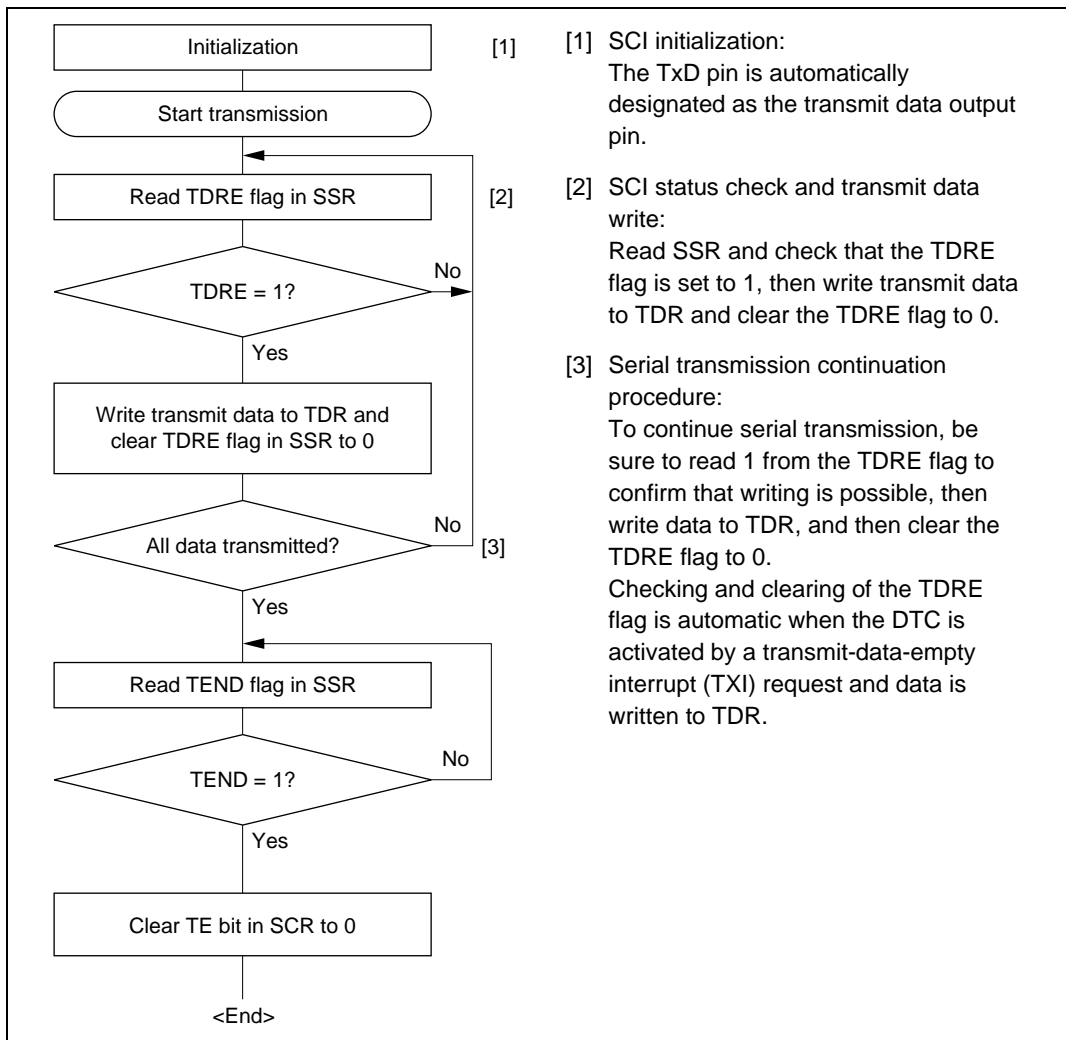 Initialization
[1]
Start transmission
Read TDRE flag in SSR
[2]
No
TDRE = 1?
Yes
Write transmit data to TDR and
clear TDRE flag in SSR to 0
No
All data transmitted?
[3]
Yes
Read TEND flag in SSR
No
TEND = 1?
Yes
Clear TE bit in SCR to 0
<End>
[1] SCI initialization:
The TxD pin is automatically
designated as the transmit data output
pin.
[2] SCI status check and transmit data
write:
Read SSR and check that the TDRE
flag is set to 1, then write transmit data
to TDR and clear the TDRE flag to 0.
[3] Serial transmission continuation
procedure:
To continue serial transmission, be
sure to read 1 from the TDRE flag to
confirm that writing is possible, then
write data to TDR, and then clear the
TDRE flag to 0.
Checking and clearing of the TDRE
flag is automatic when the DTC is
activated by a transmit-data-empty
interrupt (TXI) request and data is
written to TDR.